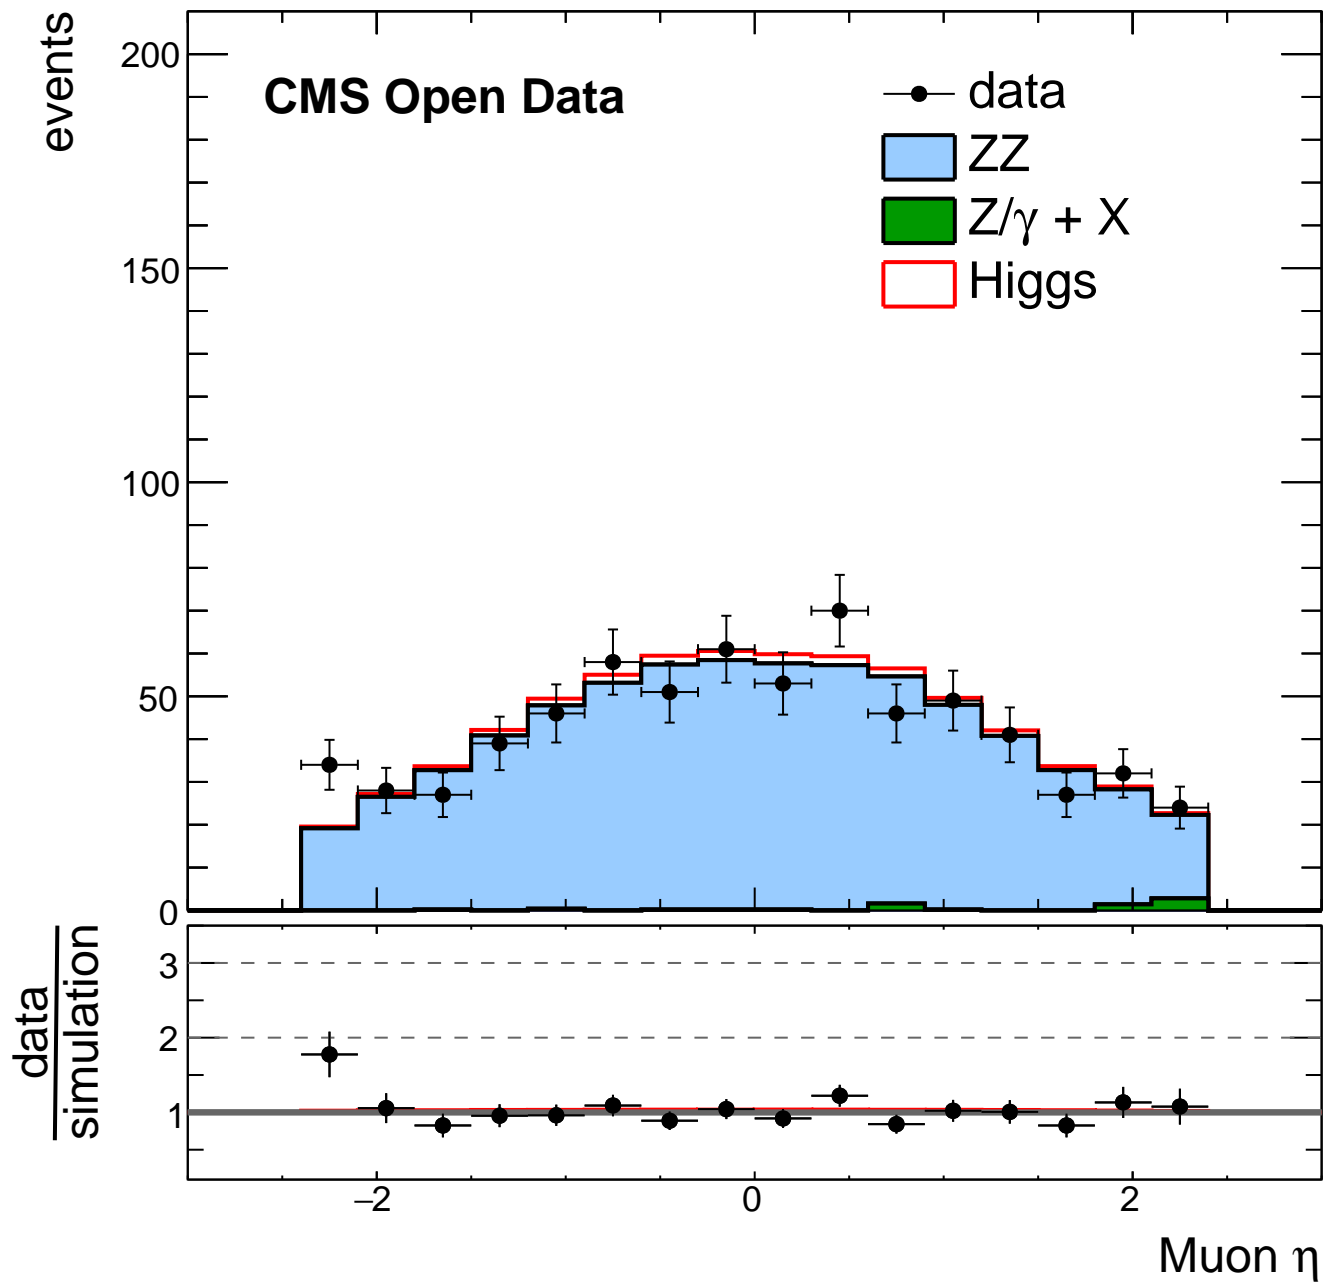 events
200
150
100
50
0
CMS Open Data
data
ZZ
Z/γ + X
Higgs
data
simulation
3
2
1
−2
0
2
Muon η